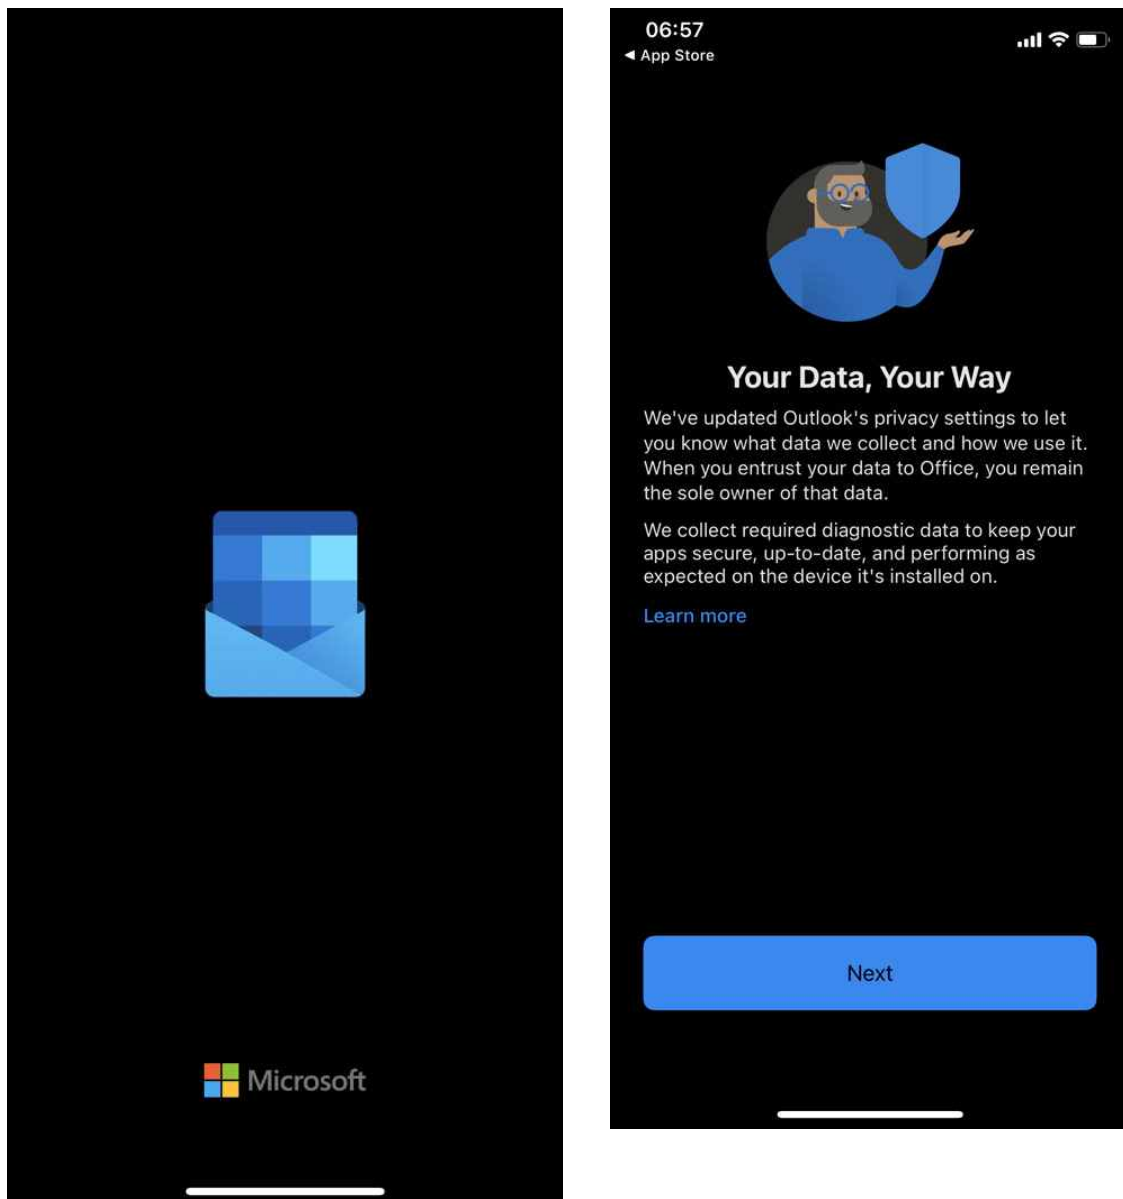 Microsoft
06:57
◀ App Store
Your Data, Your Way
We've updated Outlook's privacy settings to let
you know what data we collect and how we use it.
When you entrust your data to Office, you remain
the sole owner of that data.
We collect required diagnostic data to keep your
apps secure, up-to-date, and performing as
expected on the device it's installed on.
Learn more
Next